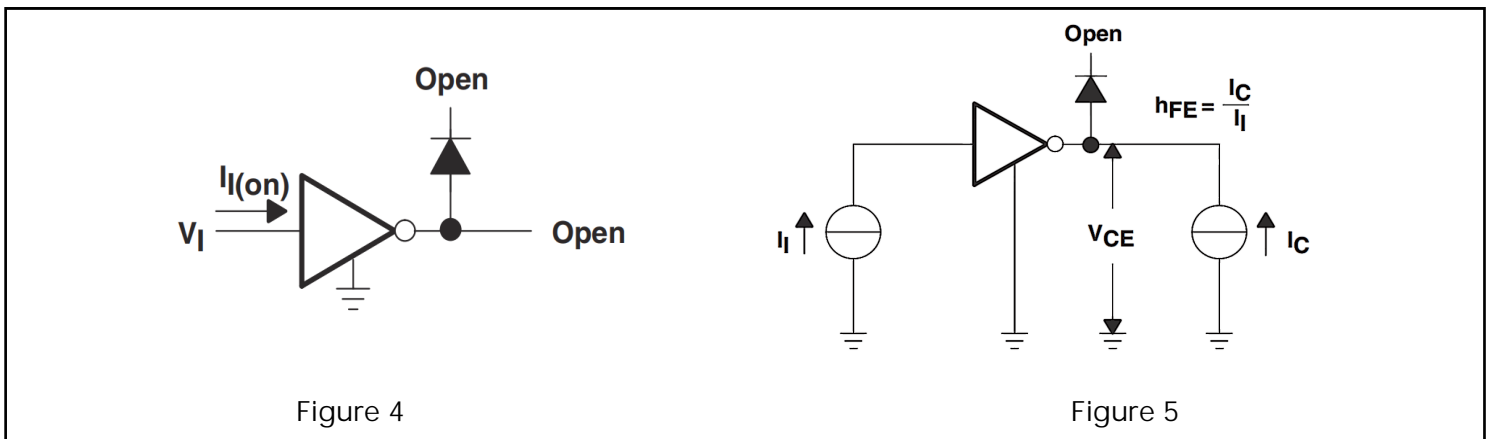 Open
II(on)
VI
Open
Figure 4
Open
hFE = IC
II
II
VCE
IC
Figure 5